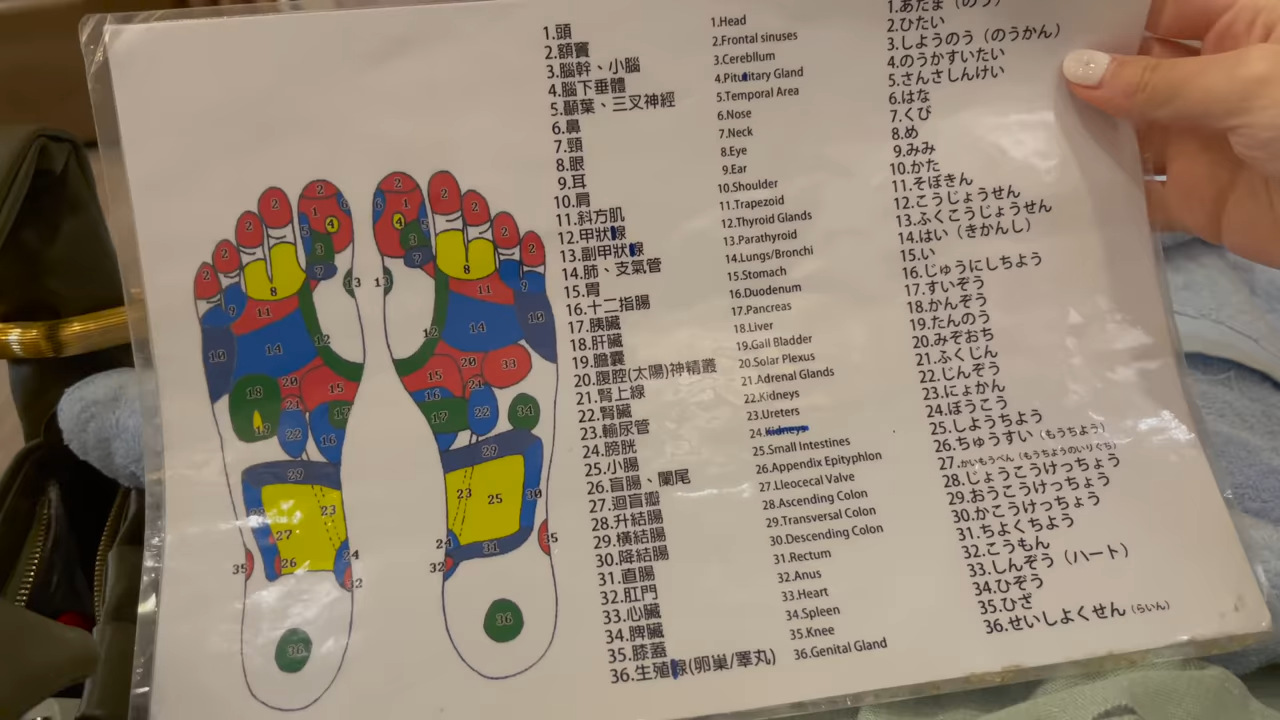 1.頭
2.額竇
3.腦幹、小腦
4.腦下垂體
5.顳葉、三叉神經
6.鼻
7.頸
8.眼
9.耳
10.肩
11.斜方肌
12.甲狀線
13.副甲狀線
14.肺、支氣管
15.胃
16.十二指腸
17.胰臟
18.肝臟
19.膽囊
20.腹腔(太陽)神精叢
21.腎上線
22.腎臟
23.輸尿管
24.膀胱
25.小腸
26.盲腸、闌尾
27.迴盲瓣
28.升結腸
29.橫結腸
30.降結腸
31.直腸
32.肛門
33.心臟
34.脾臟
35.膝蓋
36.生殖線(卵巢/睪丸)
1.Head
2.Frontal sinuses
3.Cerebllum
4.Pituitary Gland
5.Temporal Area
6.Nose
7.Neck
8.Eye
9.Ear
10.Shoulder
11.Trapezoid
12.Thyroid Glands
13.Parathyroid
14.Lungs/Bronchi
15.Stomach
16.Duodenum
17.Pancreas
18.Liver
19.Gall Bladder
20.Solar Plexus
21.Adrenal Glands
22.Kidneys
23.Ureters
24.Kidneys
25.Small Intestines
26.Appendix Epityphlon
27.Lleocecal Valve
28.Ascending Colon
29.Transversal Colon
30.Descending Colon
31.Rectum
32.Anus
33.Heart
34.Spleen
35.Knee
36.Genital Gland
1.あたま（のう）
2.ひたい
3.しようのう（のうかん）
4.のうかすいたい
5.さんさしんけい
6.はな
7.くび
8.め
9.みみ
10.かた
11.そぼきん
12.こうじょうせん
13.ふくこうじょうせん
14.はい（きかんし）
15.い
16.じゅうにしちよう
17.すいぞう
18.かんぞう
19.たんのう
20.みぞおち
21.ふくじん
22.じんぞう
23.にょかん
24.ぼうこう
25.しようちよう
26.ちゅうすい（もうちよう）
27.かいもうべん（もうちようのいりぐち）
28.じょうこうけっちょう
29.おうこうけっちょう
30.かこうけっちょう
31.ちよくちよう
32.こうもん
33.しんぞう（ハート）
34.ひぞう
35.ひざ
36.せいしよくせん（らいん）